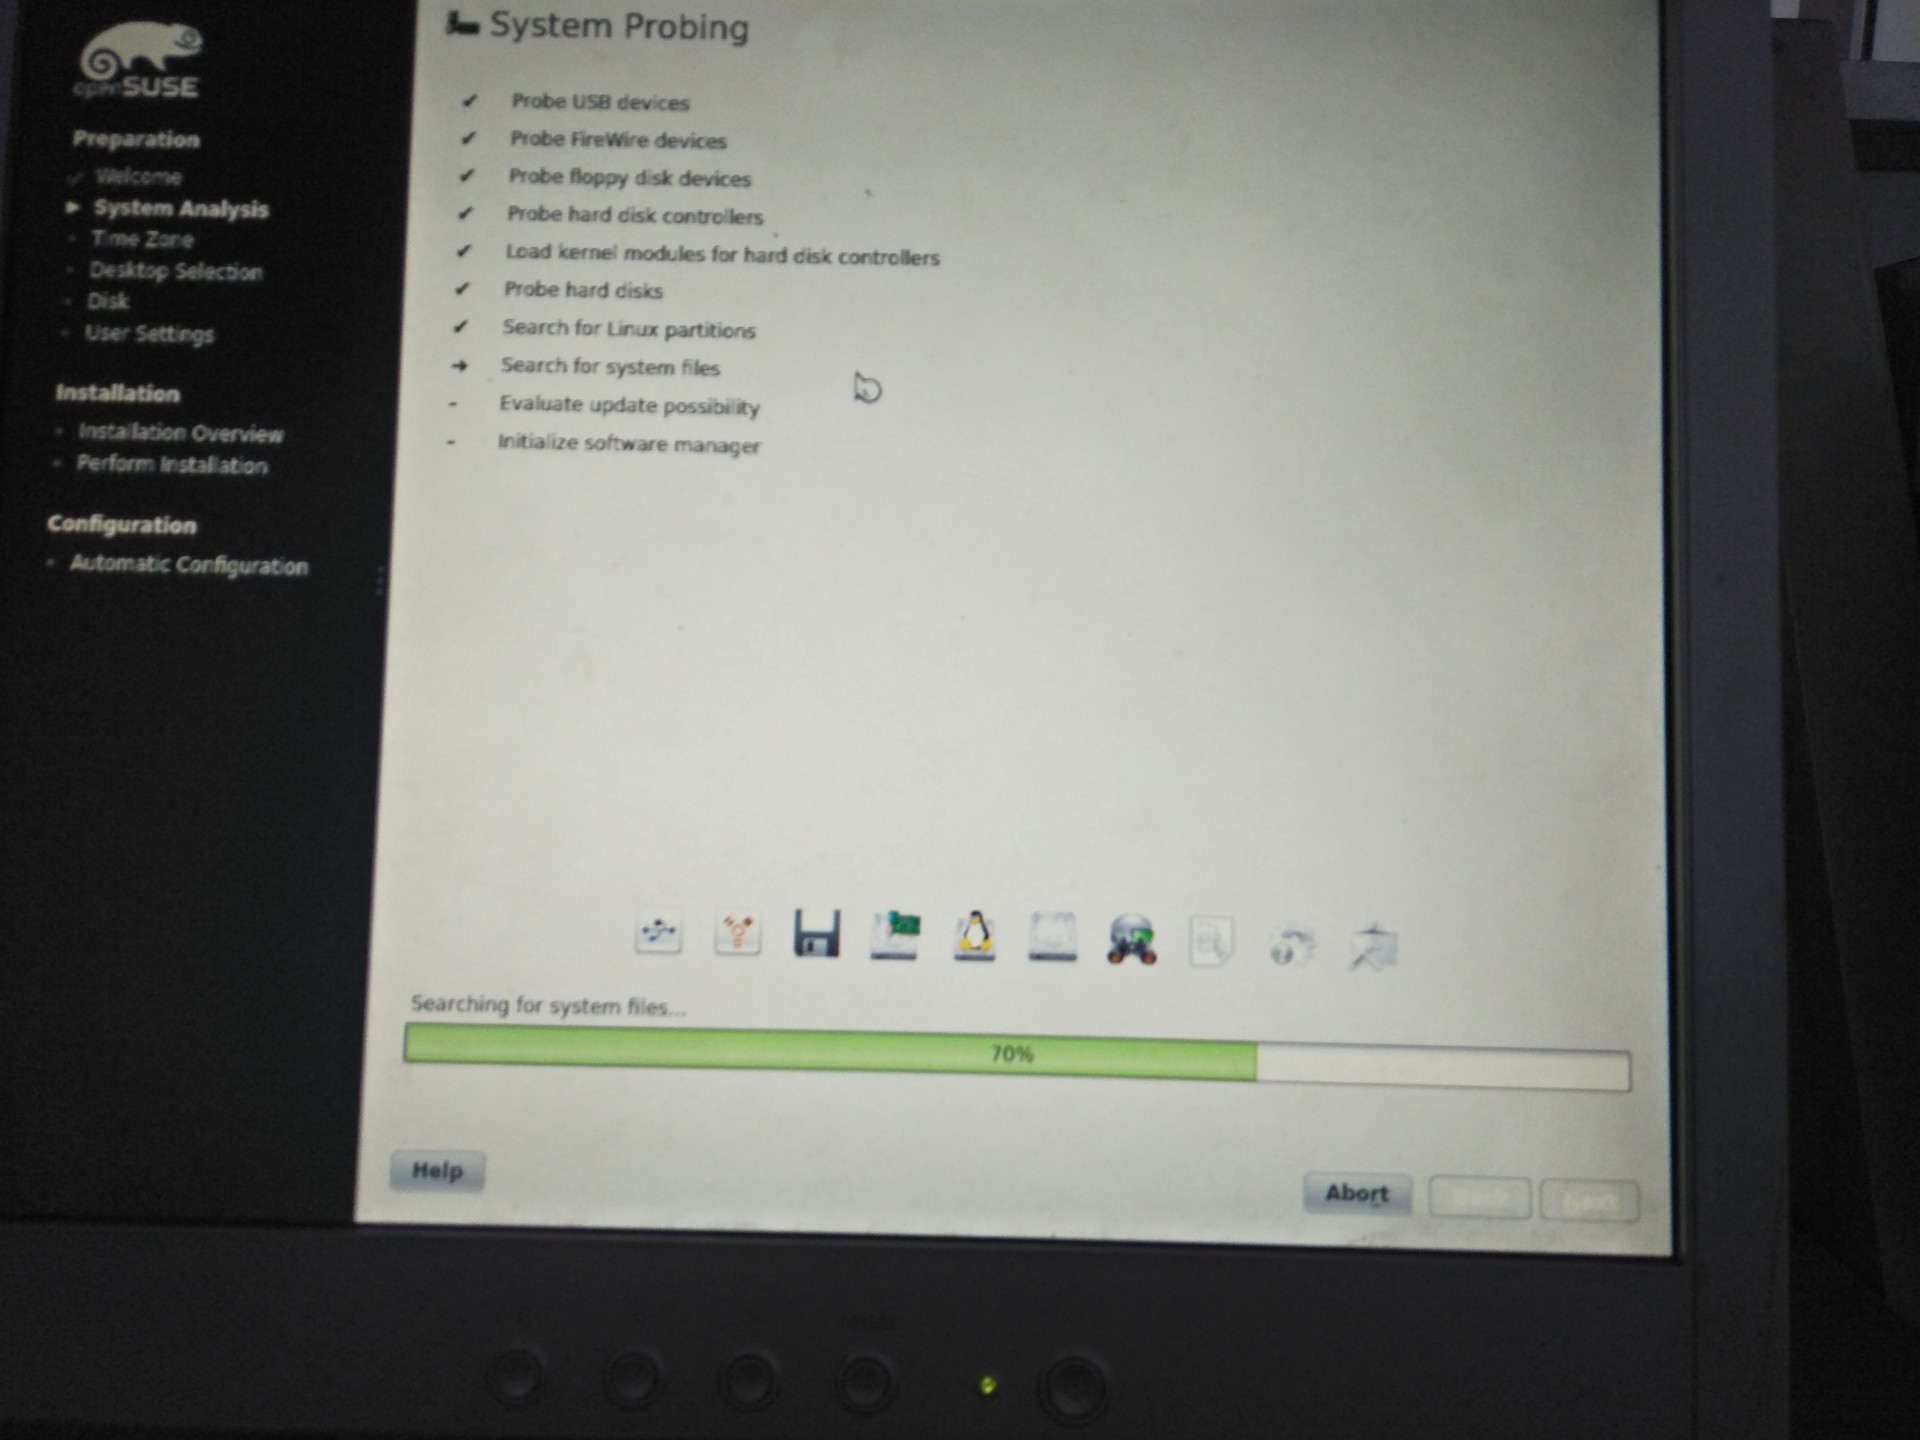 openSUSE
Preparation
Welcome
System Analysis
Time Zone
Desktop Selection
Disk
User Settings
Installation
Installation Overview
Perform Installation
Configuration
Automatic Configuration
System Probing
Probe USB devices
Probe FireWire devices
Probe floppy disk devices
Probe hard disk controllers
Load kernel modules for hard disk controllers
Probe hard disks
Search for Linux partitions
Search for system files
Evaluate update possibility
Initialize software manager
Searching for system files...
70%
Help
Abort